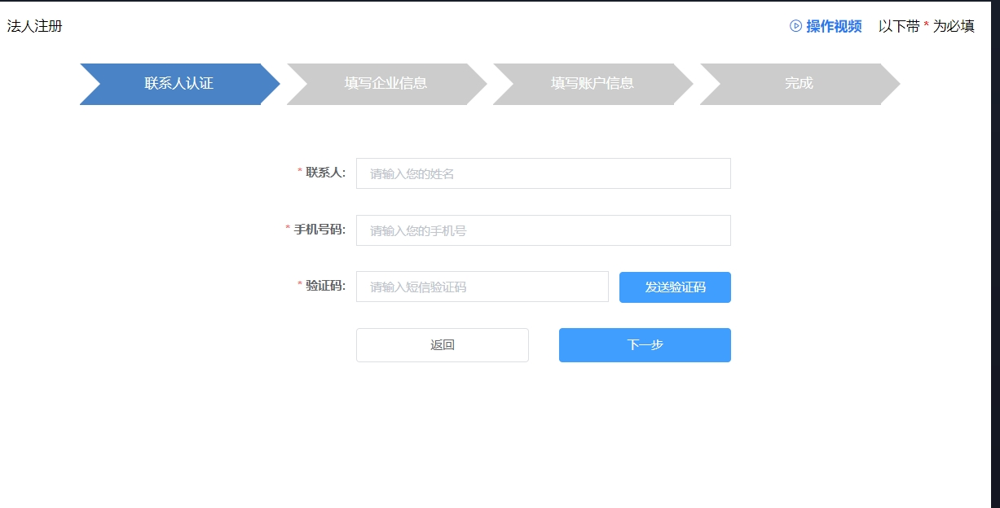 法人注册
操作视频 以下带 * 为必填
联系人认证
填写企业信息
填写账户信息
完成
* 联系人: 请输入您的姓名
* 手机号码: 请输入您的手机号
* 验证码: 请输入短信验证码 发送验证码
返回 下一步